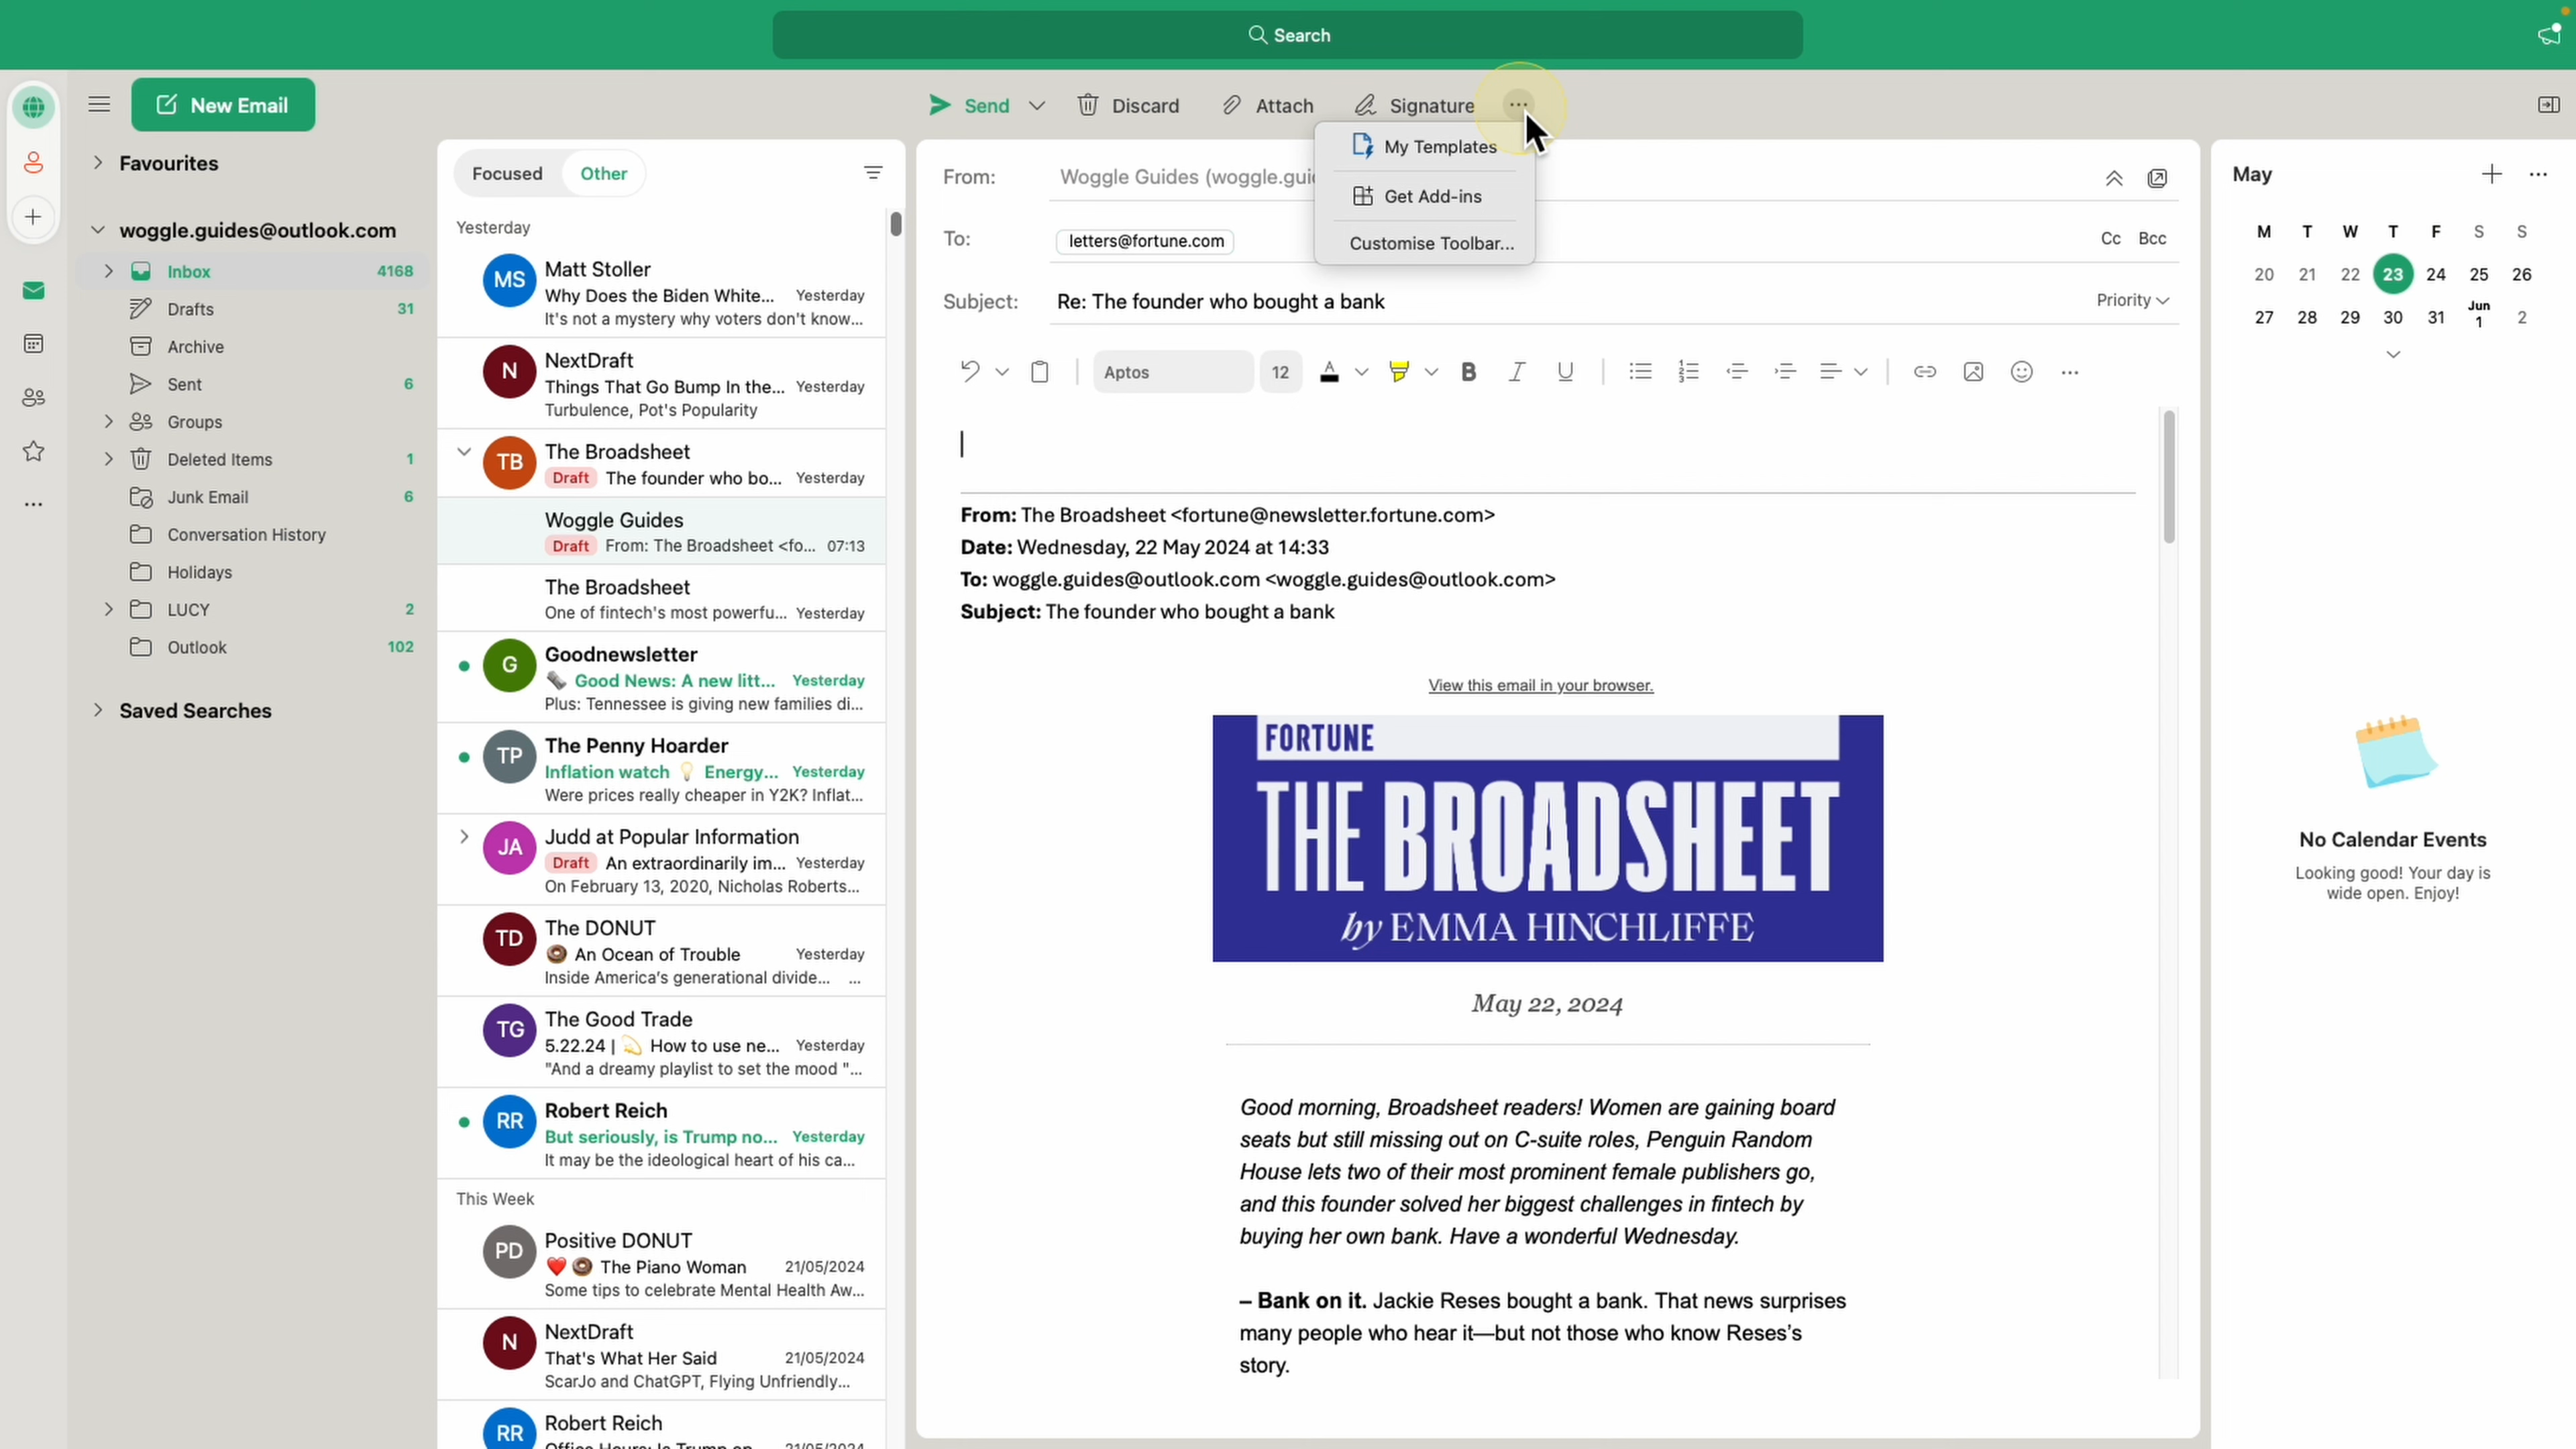 Search
New Email
Send
Discard
Attach
Signature
My Templates
Get Add-ins
Customise Toolbar...
Favourites
woggle.guides@outlook.com
Inbox 4168
Drafts 31
Archive
Sent 6
Groups
Deleted Items 1
Junk Email 6
Conversation History
Holidays
LUCY 2
Outlook 102
Saved Searches
Focused Other
Yesterday
MS
Matt Stoller
Why Does the Biden White... Yesterday
It's not a mystery why voters don't know...
N
NextDraft
Things That Go Bump In the... Yesterday
Turbulence, Pot's Popularity
TB
The Broadsheet
Draft The founder who bo... Yesterday
Woggle Guides
Draft From: The Broadsheet <fo... 07:13
The Broadsheet
One of fintech's most powerfu... Yesterday
G
Goodnewsletter
Good News: A new litt... Yesterday
Plus: Tennessee is giving new families di...
TP
The Penny Hoarder
Inflation watch 💡 Energy... Yesterday
Were prices really cheaper in Y2K? Inflat...
JA
Judd at Popular Information
Draft An extraordinarily im... Yesterday
On February 13, 2020, Nicholas Roberts...
TD
The DONUT
🍩 An Ocean of Trouble Yesterday
Inside America's generational divide... ...
TG
The Good Trade
5.22.24 | 💫 How to use ne... Yesterday
"And a dreamy playlist to set the mood "...
RR
Robert Reich
But seriously, is Trump no... Yesterday
It may be the ideological heart of his ca...
This Week
PD
Positive DONUT
❤️ 🍩 The Piano Woman 21/05/2024
Some tips to celebrate Mental Health Aw...
N
NextDraft
That's What Her Said 21/05/2024
ScarJo and ChatGPT, Flying Unfriendly...
RR
Robert Reich
From: Woggle Guides (woggle.gui
To: letters@fortune.com Cc Bcc
Subject: Re: The founder who bought a bank Priority
Aptos 12
From: The Broadsheet <fortune@newsletter.fortune.com>
Date: Wednesday, 22 May 2024 at 14:33
To: woggle.guides@outlook.com <woggle.guides@outlook.com>
Subject: The founder who bought a bank
View this email in your browser.
FORTUNE
THE BROADSHEET
by EMMA HINCHLIFFE
May 22, 2024
Good morning, Broadsheet readers! Women are gaining board
seats but still missing out on C-suite roles, Penguin Random
House lets two of their most prominent female publishers go,
and this founder solved her biggest challenges in fintech by
buying her own bank. Have a wonderful Wednesday.
– Bank on it. Jackie Reses bought a bank. That news surprises
many people who hear it—but not those who know Reses's
story.
May
M T W T F S S
20 21 22 23 24 25 26
27 28 29 30 31 Jun 1 2
No Calendar Events
Looking good! Your day is
wide open. Enjoy!